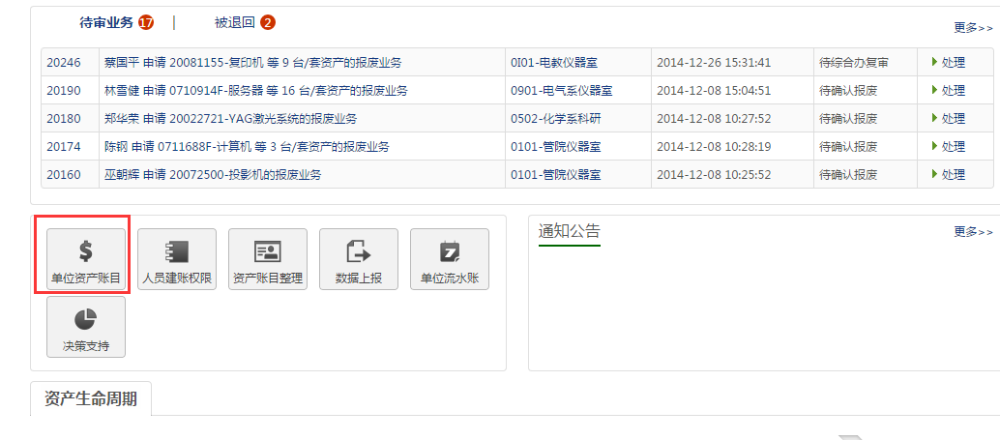 待审业务 17 | 被退回 2 更多>>
20246 蔡国平 申请 20081155-复印机 等 9 台/套资产的报废业务 0I01-电教仪器室 2014-12-26 15:31:41 待综合办复审 处理
20190 林雪健 申请 0710914F-服务器 等 16 台/套资产的报废业务 0901-电气系仪器室 2014-12-08 15:04:51 待确认报废 处理
20180 郑华荣 申请 20022721-YAG激光系统的报废业务 0502-化学系科研 2014-12-08 10:27:52 待确认报废 处理
20174 陈钢 申请 0711688F-计算机 等 3 台/套资产的报废业务 0101-管院仪器室 2014-12-08 10:28:19 待确认报废 处理
20160 巫朝辉 申请 20072500-投影机的报废业务 0101-管院仪器室 2014-12-08 10:25:52 待确认报废 处理
通知公告 更多>>
单位资产账目 人员建账权限 资产账目整理 数据上报 单位流水账
决策支持
资产生命周期